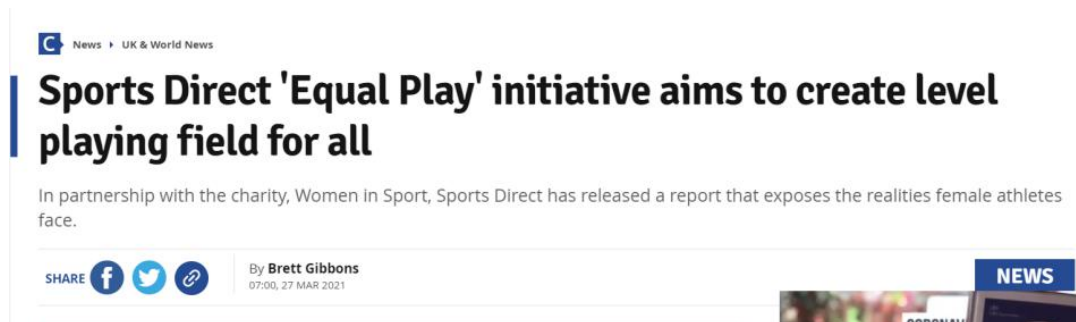 C News UK & World News
Sports Direct 'Equal Play' initiative aims to create level
playing field for all
In partnership with the charity, Women in Sport, Sports Direct has released a report that exposes the realities female athletes
face.
SHARE
By Brett Gibbons
07:00, 27 MAR 2021
NEWS